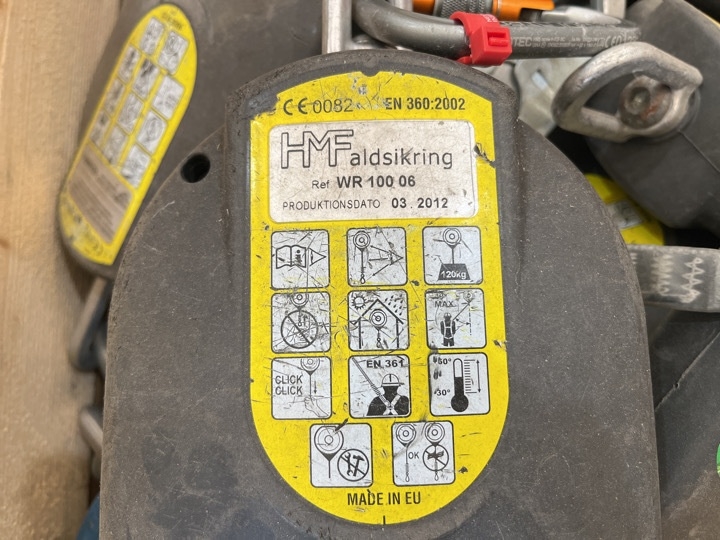 CE 0082 EN 360:2002
HMFaldsikring
Ref WR 100 06
PRODUKTIONSDATO 03.2012
120kg
MAX.
CLICK
CLICK
EN 361
-30°
OK
MADE IN EU